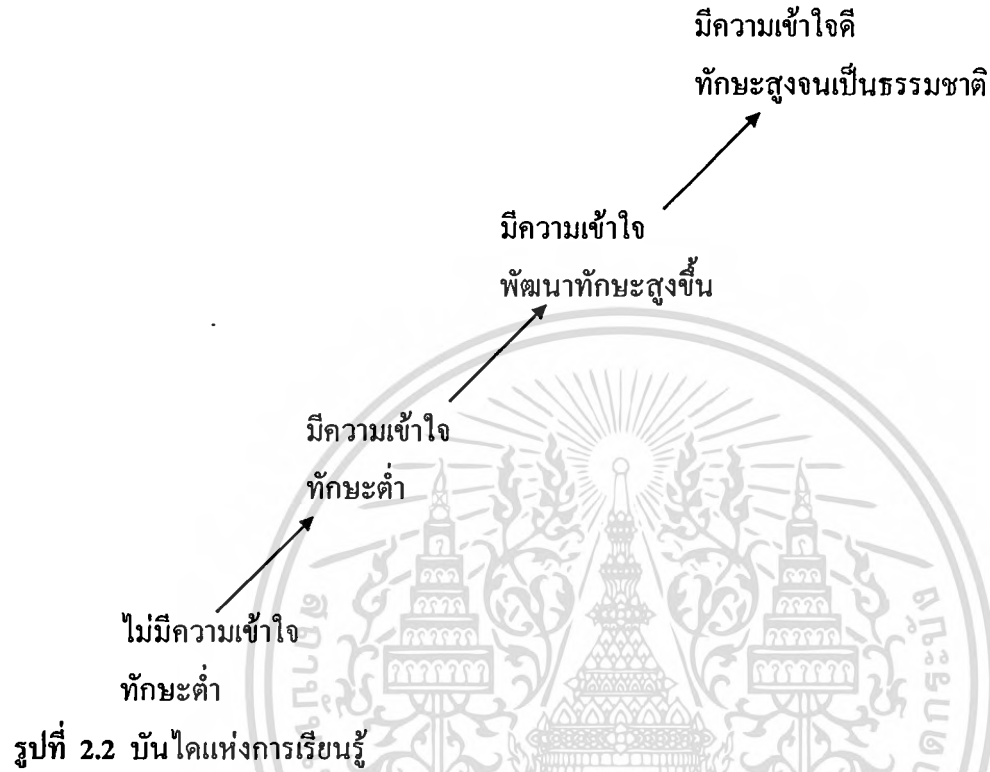 มีความเข้าใจดี
ทักษะสูงจนเป็นธรรมชาติ
มีความเข้าใจ
พัฒนาทักษะสูงขึ้น
มีความเข้าใจ
ทักษะต่ำ
ไม่มีความเข้าใจ
ทักษะต่ำ
รูปที่ 2.2 บันไดแห่งการเรียนรู้